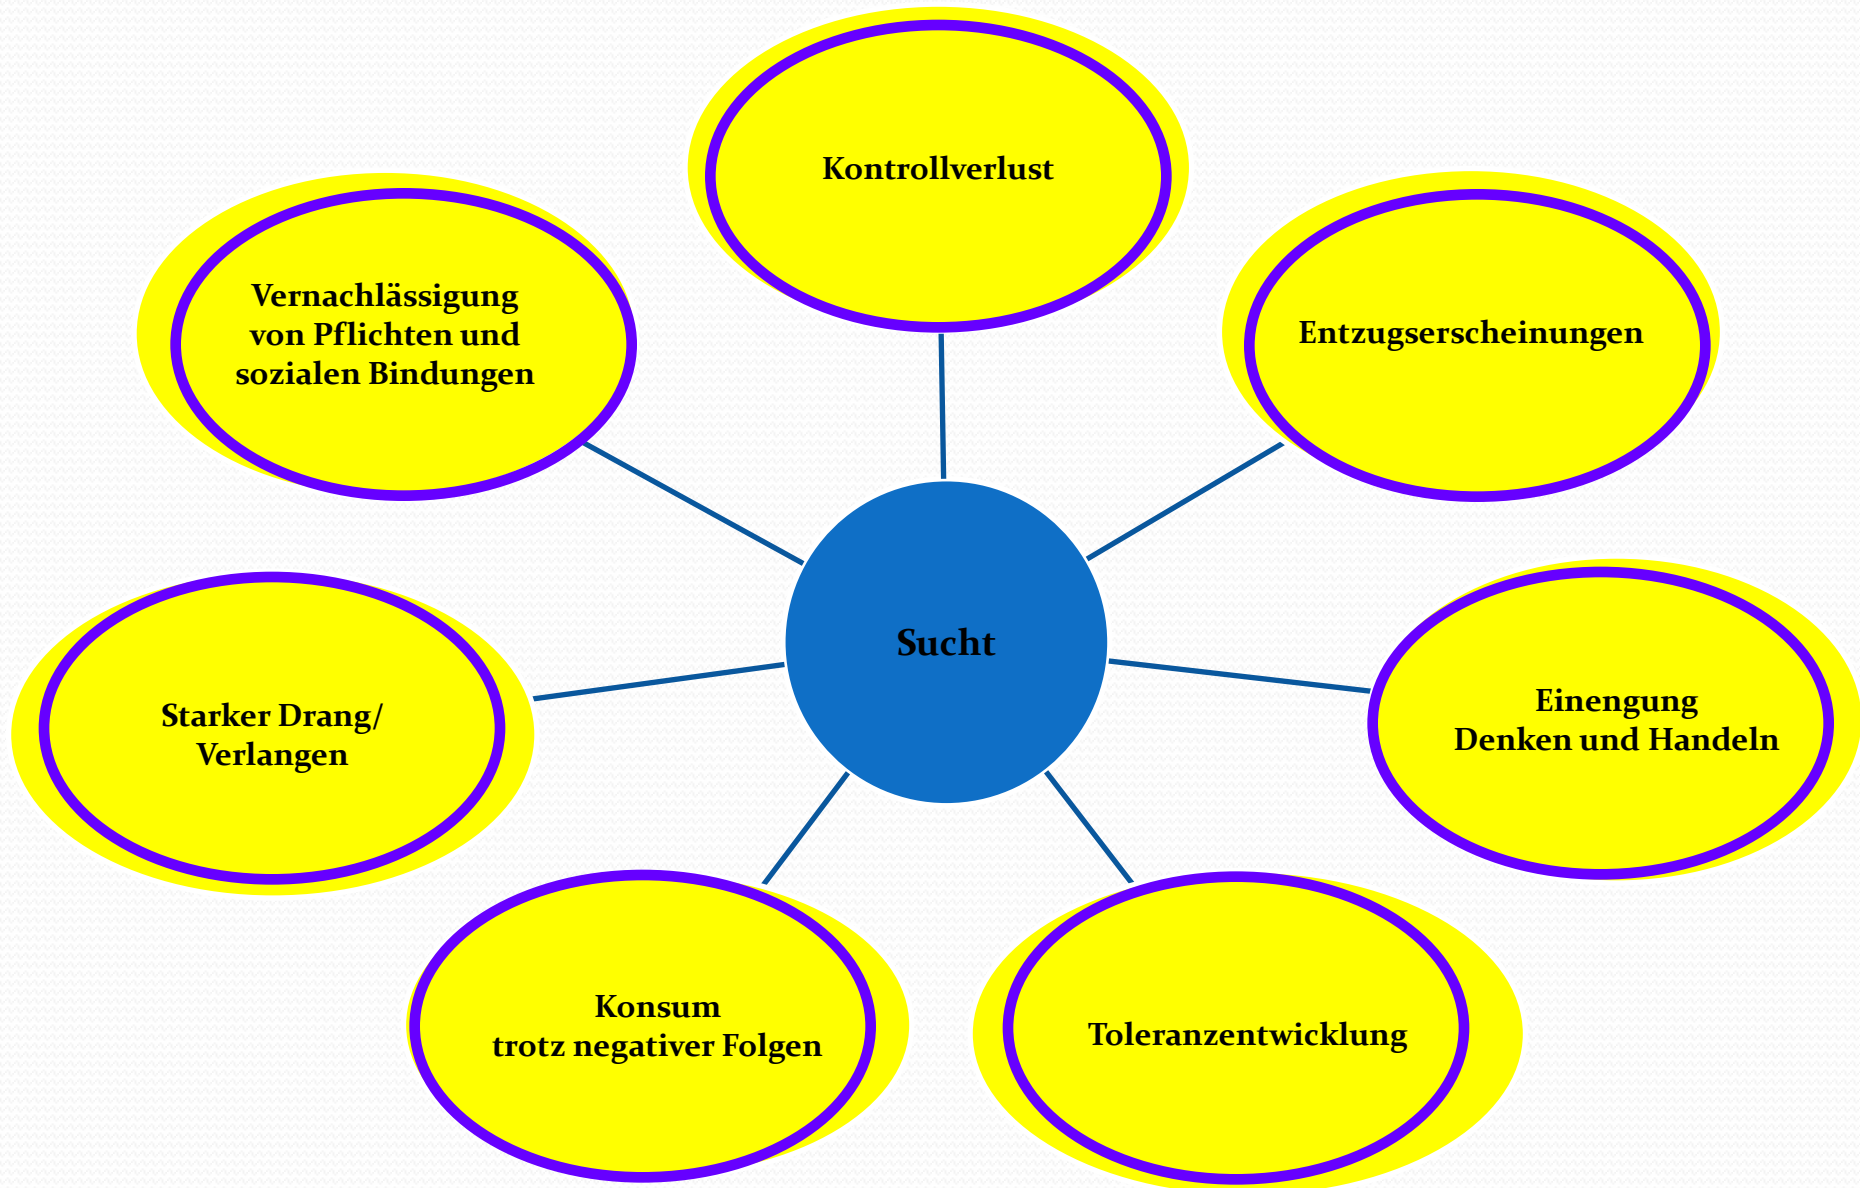 Kontrollverlust
Vernachlässigung
von Pflichten und
sozialen Bindungen
Entzugserscheinungen
Sucht
Starker Drang/
Verlangen
Einengung
Denken und Handeln
Konsum
trotz negativer Folgen
Toleranzentwicklung